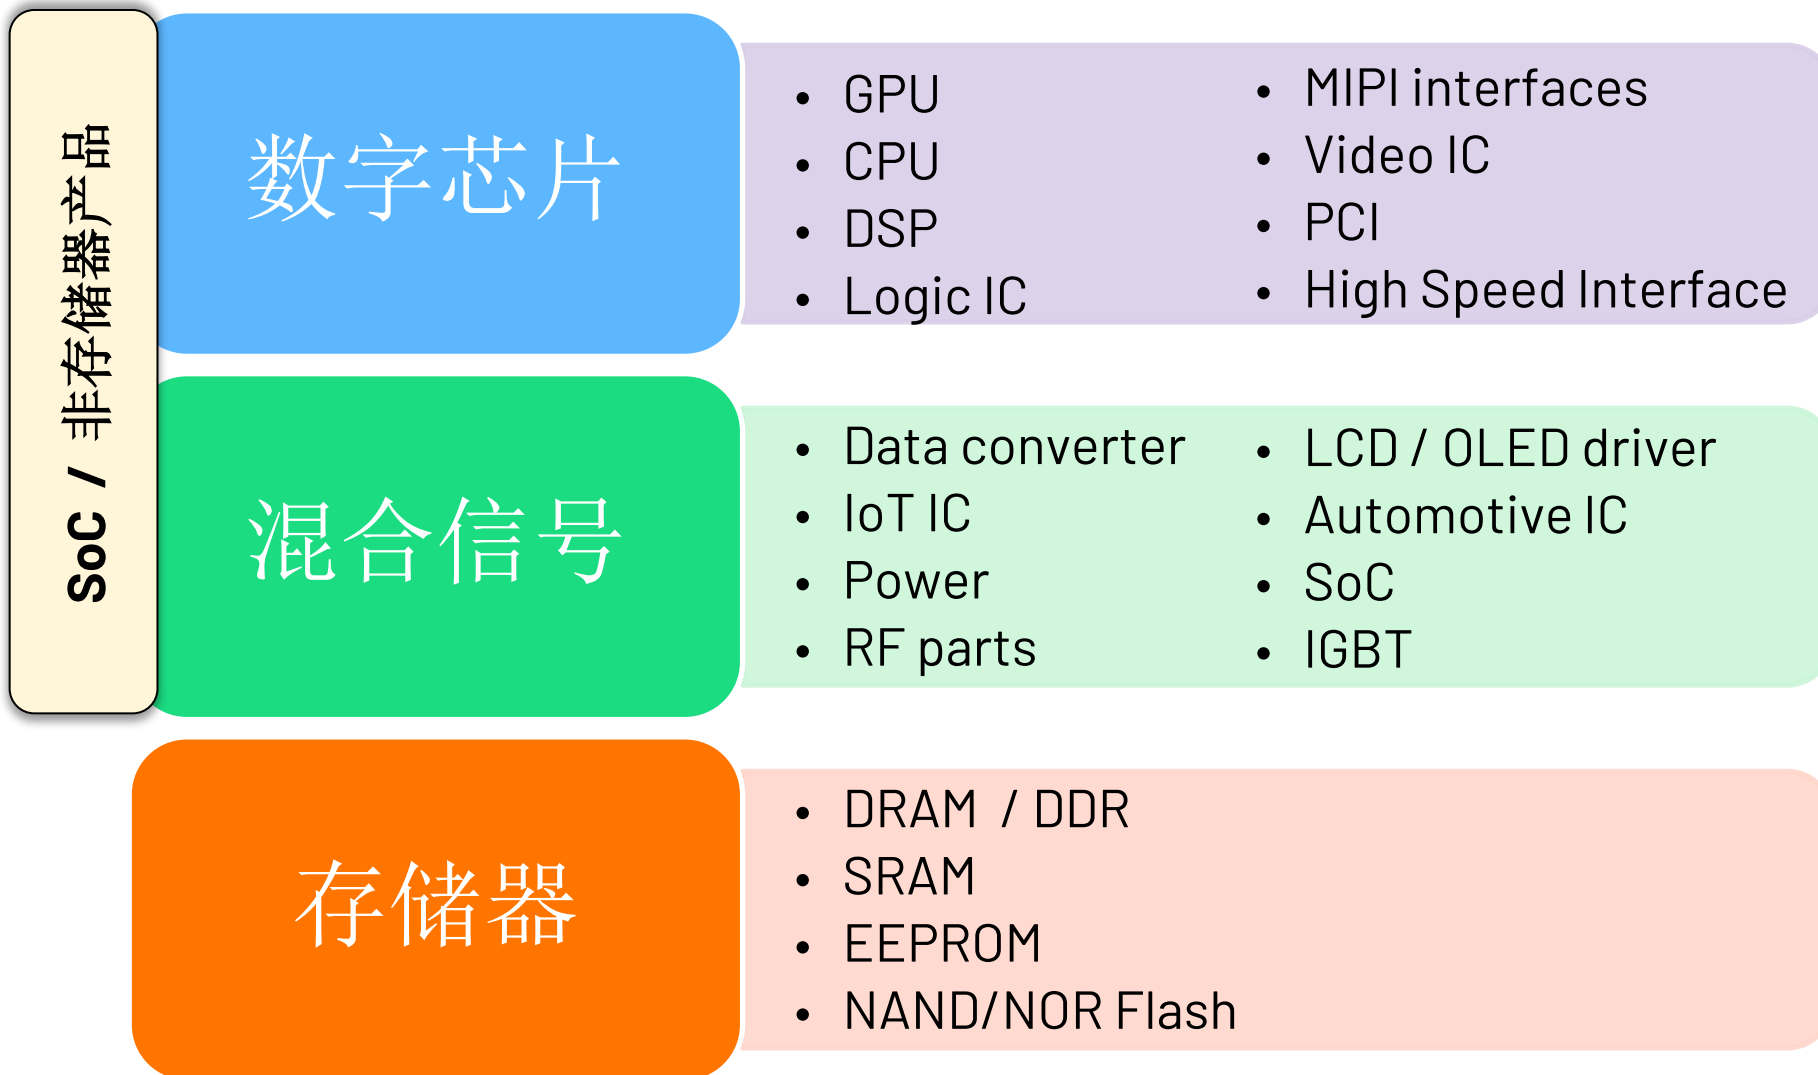 SoC / 非存储器产品
数字芯片
• GPU
• CPU
• DSP
• Logic IC
• MIPI interfaces
• Video IC
• PCI
• High Speed Interface
混合信号
• Data converter
• IoT IC
• Power
• RF parts
• LCD / OLED driver
• Automotive IC
• SoC
• IGBT
存储器
• DRAM / DDR
• SRAM
• EEPROM
• NAND/NOR Flash